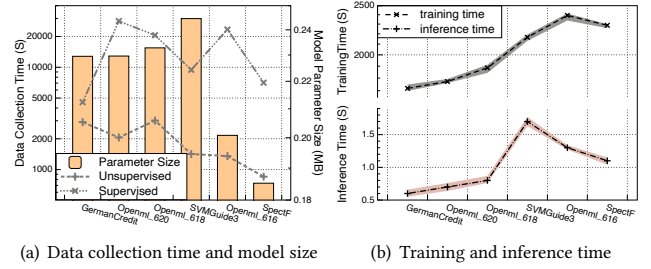 20000
10000
5000
3000
1000
Data Collection Time (S)
Parameter Size
Unsupervised
Supervised
0.24
0.22
0.20
0.18
Model Parameter Size (MB)
GermanCredit
Openml_620
Openml_618
SVMGuide3
Openml_616
SpectF
(a) Data collection time and model size
training time
inference time
2500
2000
TrainingTime (S)
1.5
1.0
0.5
Inference Time (S)
GermanCredit
Openml_620
Openml_618
SVMGuide3
Openml_616
SpectF
(b) Training and inference time